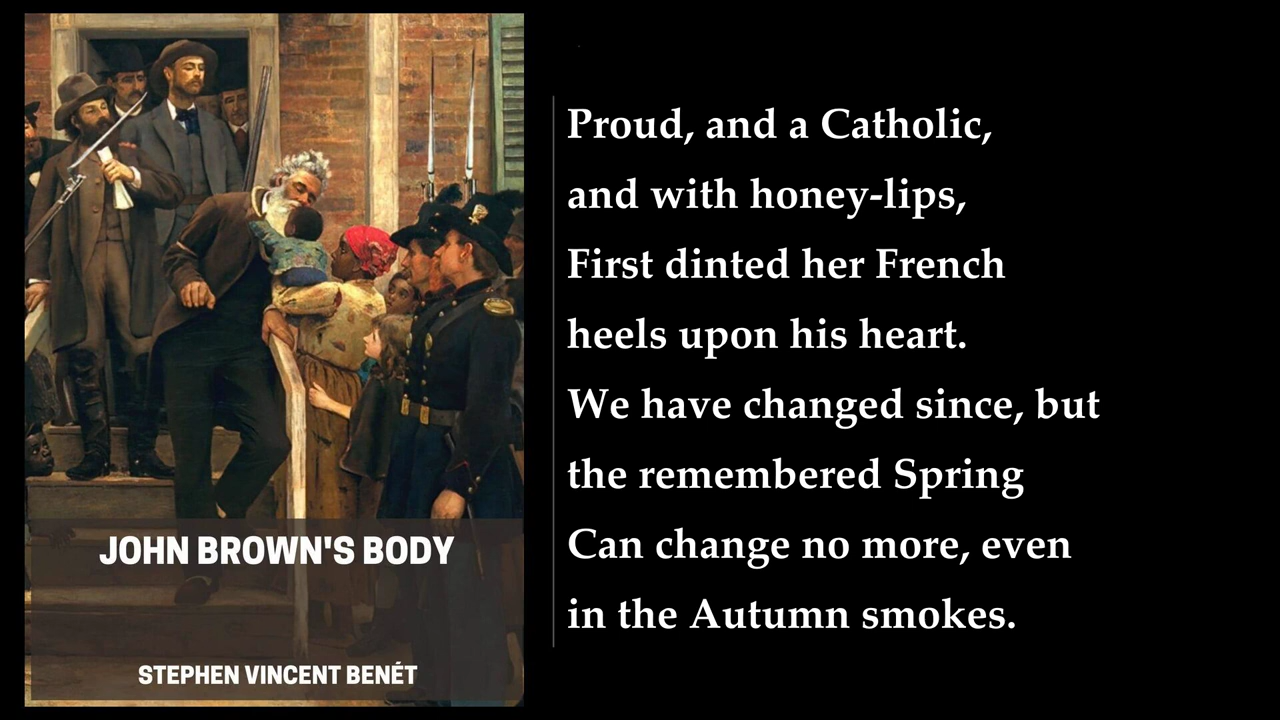 JOHN BROWN'S BODY
STEPHEN VINCENT BENÉT
Proud, and a Catholic,
and with honey-lips,
First dinted her French
heels upon his heart.
We have changed since, but
the remembered Spring
Can change no more, even
in the Autumn smokes.